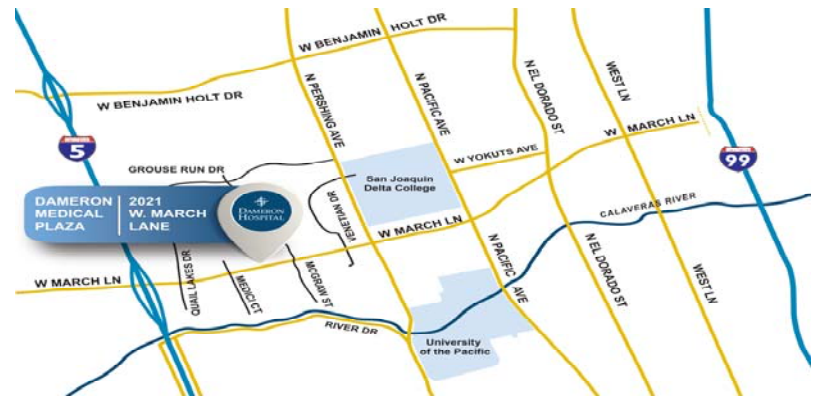 W BENJAMIN HOLT DR
W BENJAMIN HOLT DR
N PERSHING AVE
N PACIFIC AVE
N EL DORADO ST
WEST LN
W MARCH LN
5
99
GROUSE RUN DR
San Joaquin
Delta College
W YOKUTS AVE
DAMERON
MEDICAL
PLAZA
2021
W. MARCH
LANE
DAMERON
HOSPITAL
VENETIAN DR
W MARCH LN
CALAVERAS RIVER
W MARCH LN
QUAIL LAKES DR
MEDICI CT
MCGRAW ST
N PACIFIC AVE
N EL DORADO ST
WEST LN
RIVER DR
University
of the Pacific